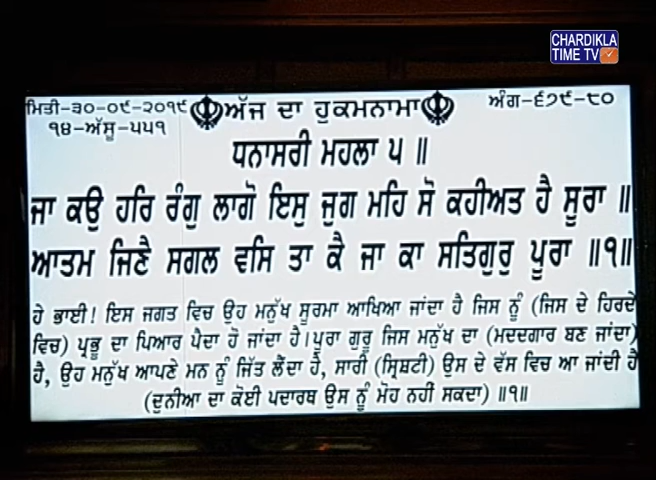 CHARDIKLA
TIME TV
ਮਿਤੀ-੩੦-੦੯-੨੦੧੯ ਅੱਜ ਦਾ ਹੁਕਮਨਾਮਾ ਅੰਗ-੬੭੯-੮੦
੧੪-ਅੱਸੂ-੫੫੧
ਧਨਾਸਰੀ ਮਹਲਾ ੫ ॥
ਜਾ ਕਉ ਹਰਿ ਰੰਗੁ ਲਾਗੋ ਇਸੁ ਜੁਗ ਮਹਿ ਸੋ ਕਹੀਅਤ ਹੈ ਸੂਰਾ ॥
ਆਤਮ ਜਿਣੈ ਸਗਲ ਵਸਿ ਤਾ ਕੈ ਜਾ ਕਾ ਸਤਿਗੁਰੁ ਪੂਰਾ ॥੧॥
ਹੇ ਭਾਈ! ਇਸ ਜਗਤ ਵਿਚ ਉਹ ਮਨੁੱਖ ਸੂਰਮਾ ਆਖਿਆ ਜਾਂਦਾ ਹੈ ਜਿਸ ਨੂੰ (ਜਿਸ ਦੇ ਹਿਰਦੇ
ਵਿਚ) ਪ੍ਰਭੂ ਦਾ ਪਿਆਰ ਪੈਦਾ ਹੋ ਜਾਂਦਾ ਹੈ।ਪੂਰਾ ਗੁਰੂ ਜਿਸ ਮਨੁੱਖ ਦਾ (ਮਦਦਗਾਰ ਬਣ ਜਾਂਦਾ)
ਹੈ, ਉਹ ਮਨੁੱਖ ਆਪਣੇ ਮਨ ਨੂੰ ਜਿੱਤ ਲੈਂਦਾ ਹੈ, ਸਾਰੀ (ਸ੍ਰਿਸ਼ਟੀ) ਉਸ ਦੇ ਵੱਸ ਵਿਚ ਆ ਜਾਂਦੀ ਹੈ
(ਦੁਨੀਆ ਦਾ ਕੋਈ ਪਦਾਰਥ ਉਸ ਨੂੰ ਮੋਹ ਨਹੀਂ ਸਕਦਾ) ॥੧॥